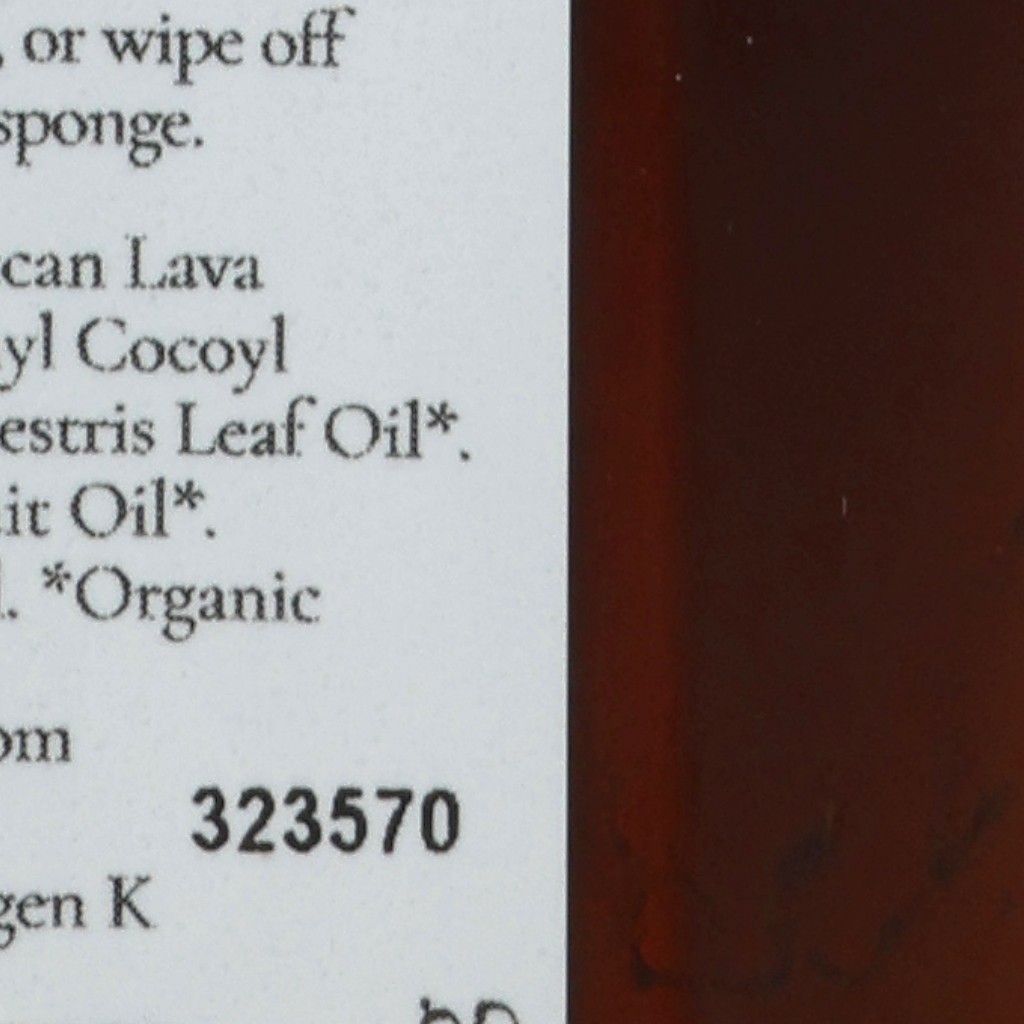 , or wipe off
sponge.
can Lava
yl Cocoyl
estris Leaf Oil*.
it Oil*.
. *Organic
om
323570
gen K